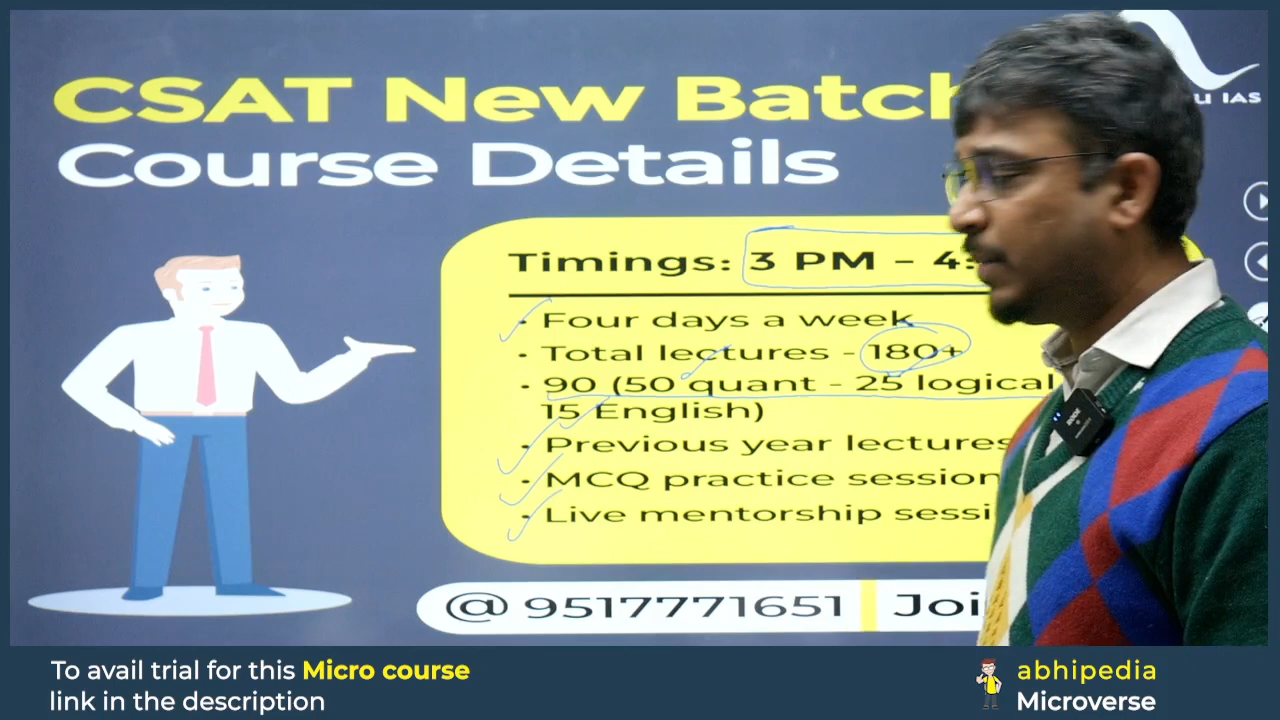 CSAT New Batch
Course Details
U IAS
Timings: 3 PM - 4:
• Four days a week
• Total lectures - 180+
• 90 (50 quant - 25 logical
15 English)
• Previous year lectures
• MCQ practice session
• Live mentorship sessi
@ 9517771651 | Joi
To avail trial for this Micro course
link in the description
abhipedia
Microverse